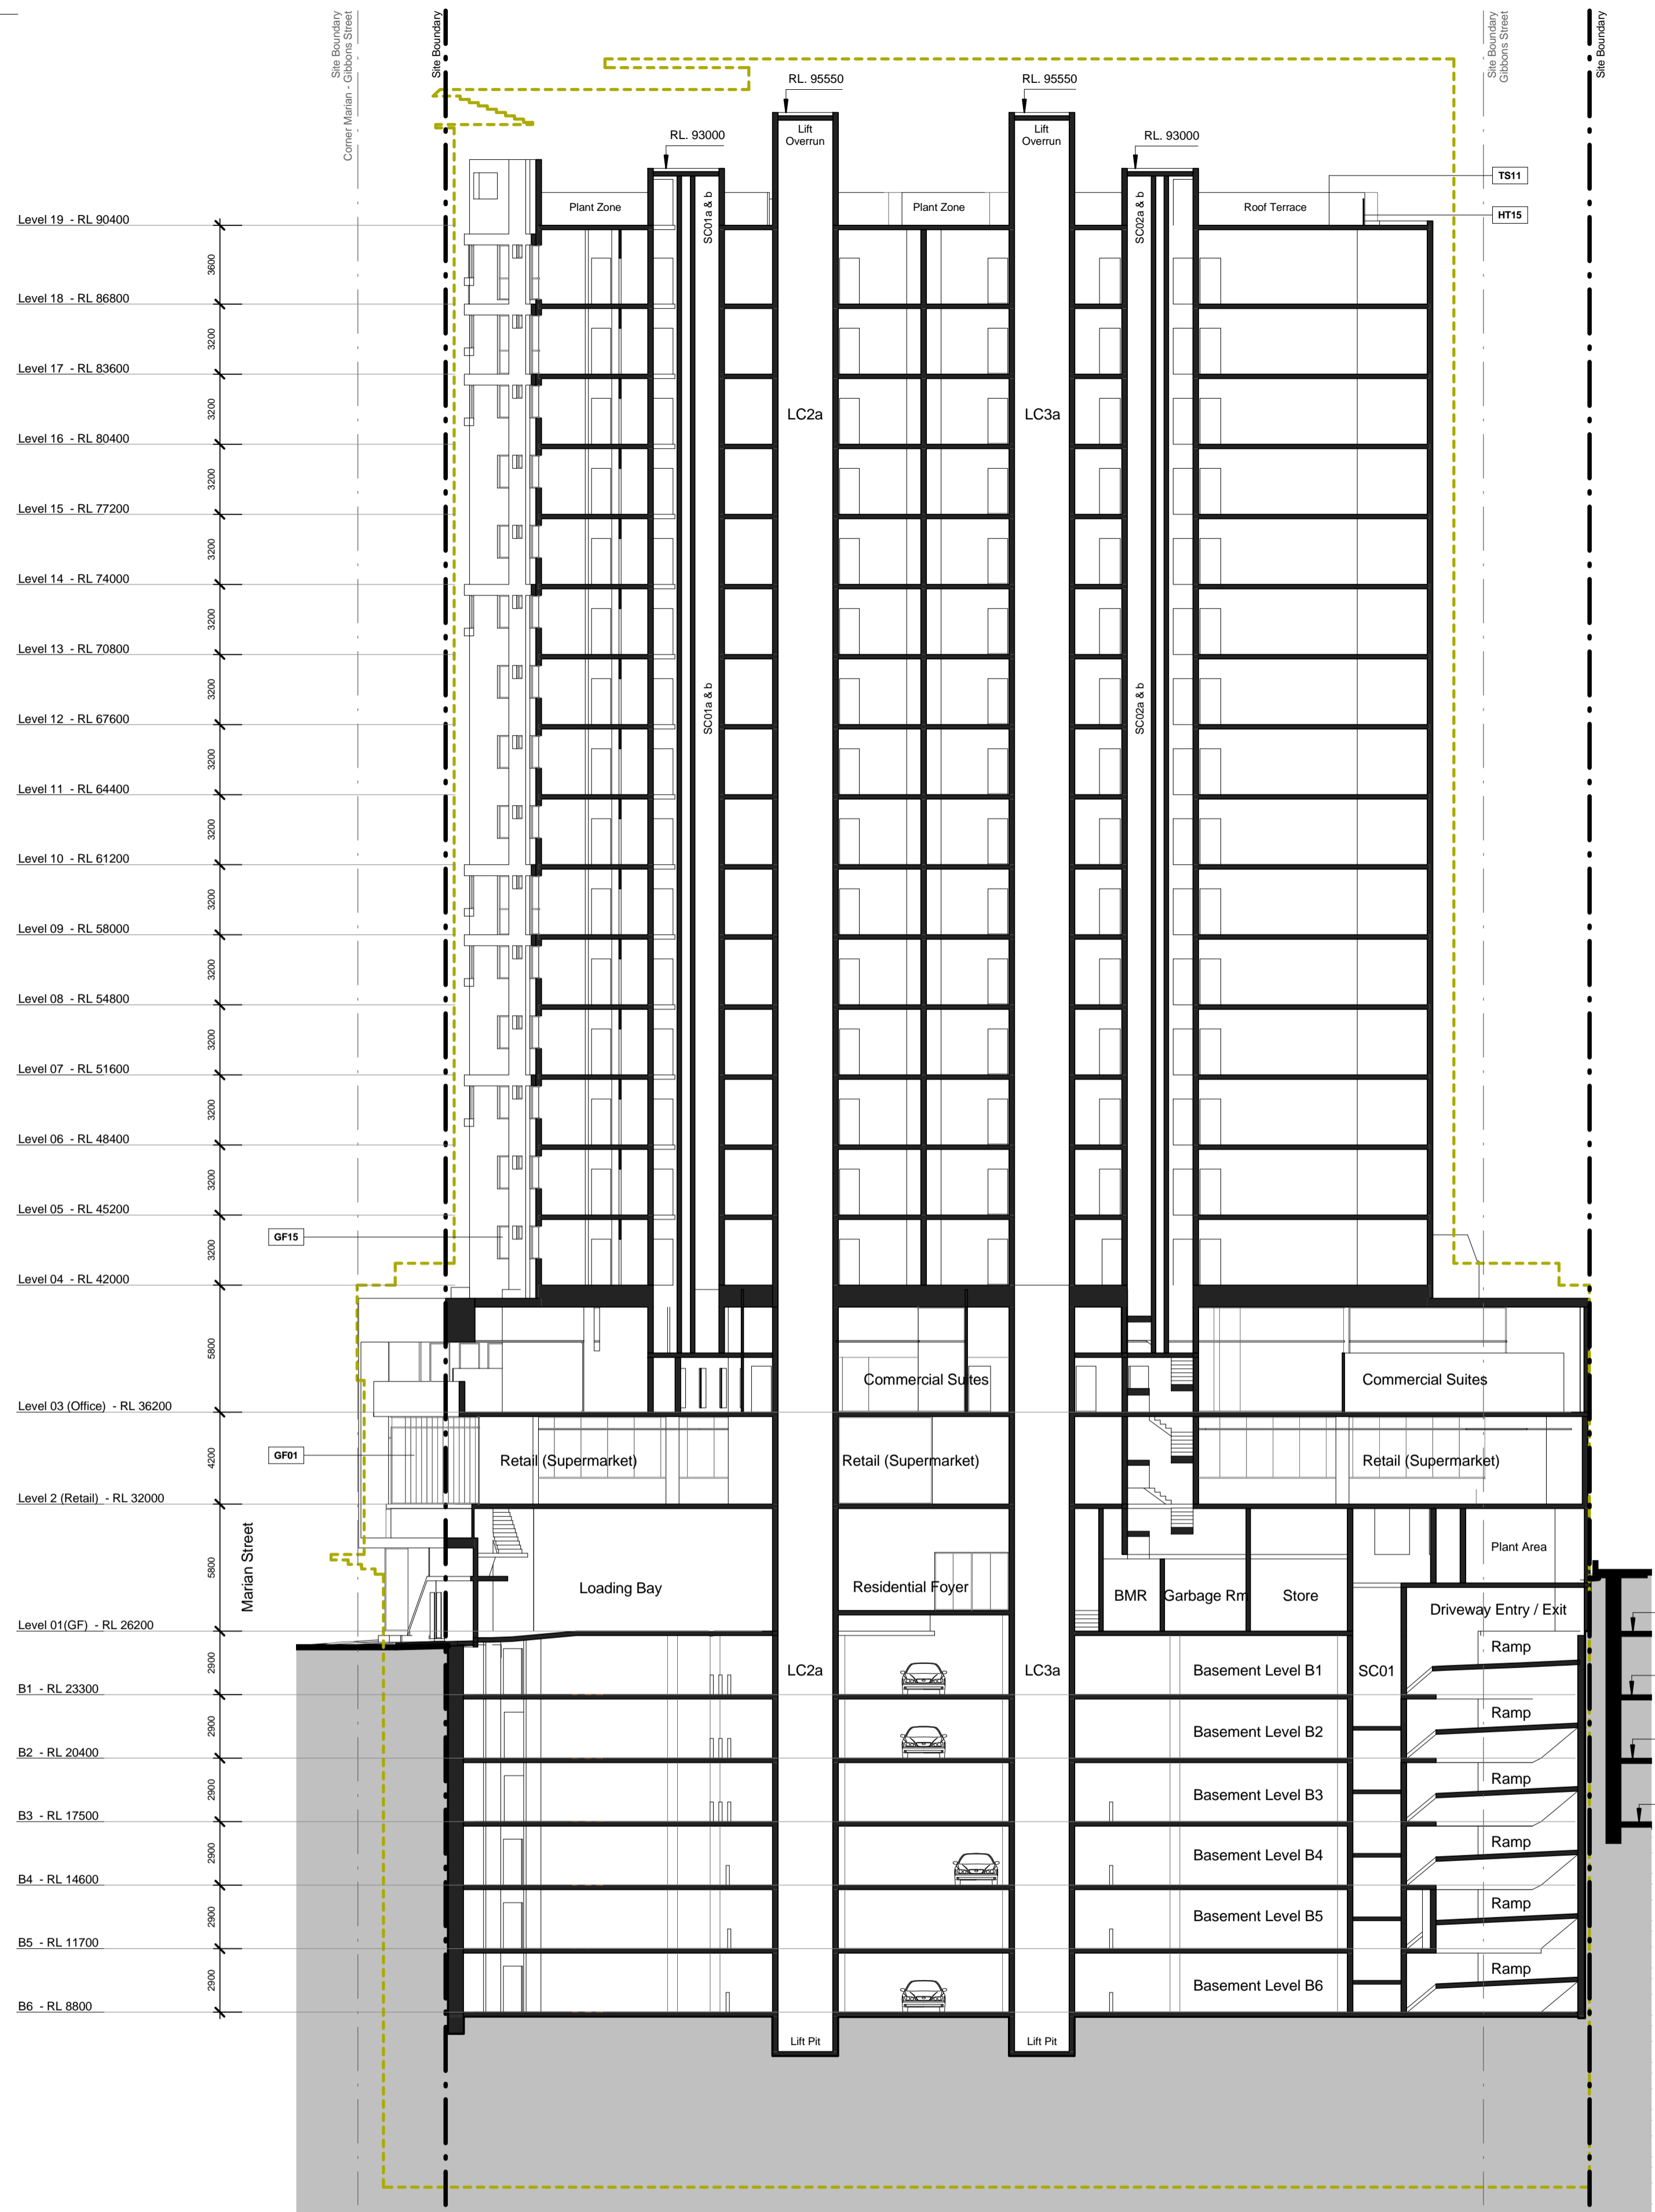 Site Boundary
Corner Marian - Gibbons Street
Site Boundary
Site Boundary
Gibbons Street
Site Boundary
RL. 95550
RL. 95550
Lift
Overrun
Lift
Overrun
RL. 93000
RL. 93000
TS11
HT15
Plant Zone
SC01a & b
Plant Zone
SC02a & b
Roof Terrace
Level 19 - RL 90400
3600
Level 18 - RL 86800
3200
Level 17 - RL 83600
3200
LC2a
LC3a
Level 16 - RL 80400
3200
Level 15 - RL 77200
3200
Level 14 - RL 74000
3200
Level 13 - RL 70800
3200
SC01a & b
SC02a & b
Level 12 - RL 67600
3200
Level 11 - RL 64400
3200
Level 10 - RL 61200
3200
Level 09 - RL 58000
3200
Level 08 - RL 54800
3200
Level 07 - RL 51600
3200
Level 06 - RL 48400
3200
Level 05 - RL 45200
GF15
3200
Level 04 - RL 42000
5800
Commercial Suites
Commercial Suites
Level 03 (Office) - RL 36200
GF01
4200
Retail (Supermarket)
Retail (Supermarket)
Retail (Supermarket)
Level 2 (Retail) - RL 32000
5800
Marian Street
Plant Area
Loading Bay
Residential Foyer
BMR
Garbage Rm
Store
Driveway Entry / Exit
Level 01(GF) - RL 26200
2900
Ramp
LC2a
LC3a
Basement Level B1
SC01
B1 - RL 23300
2900
Ramp
Basement Level B2
B2 - RL 20400
2900
Ramp
Basement Level B3
B3 - RL 17500
2900
Ramp
Basement Level B4
B4 - RL 14600
2900
Ramp
Basement Level B5
B5 - RL 11700
2900
Ramp
Basement Level B6
B6 - RL 8800
Lift Pit
Lift Pit